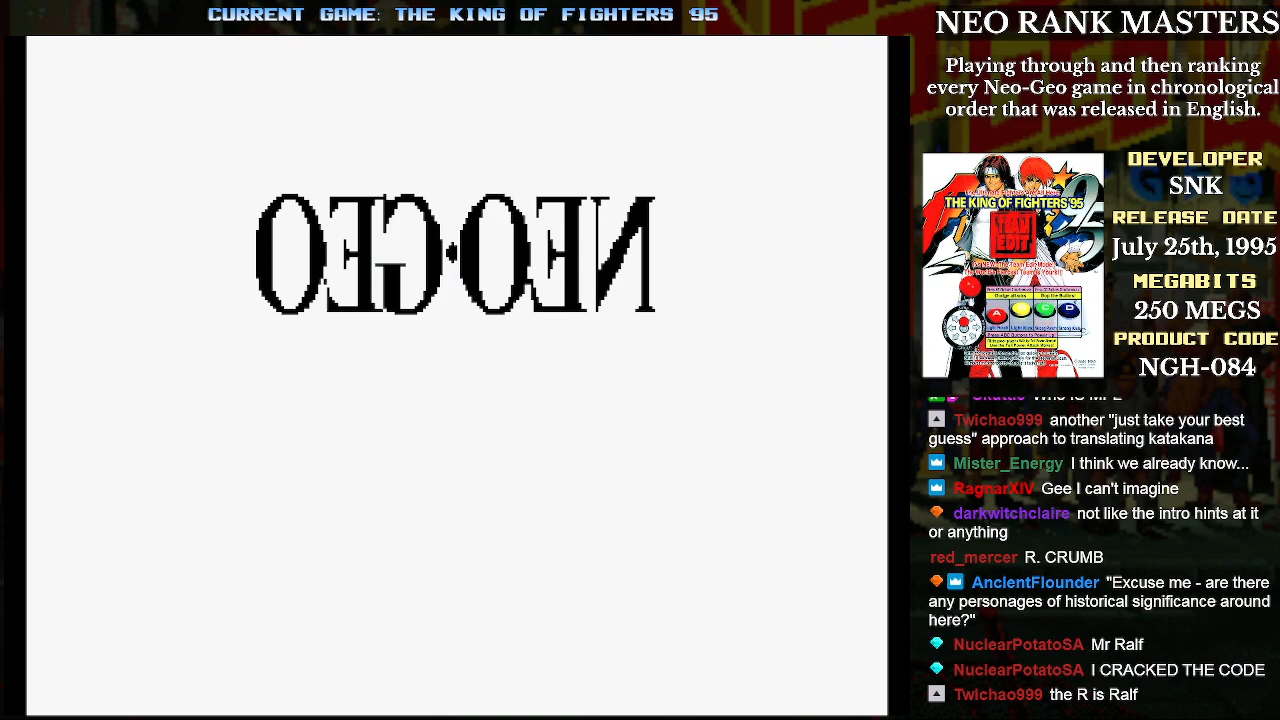 CURRENT GAME: THE KING OF FIGHTERS '95
NEO•GEO
NEO RANK MASTERS
Playing through and then ranking
every Neo-Geo game in chronological
order that was released in English.
THE KING OF FIGHTERS '95
TEAM
EDIT
A
C
D
DEVELOPER
SNK
RELEASE DATE
July 25th, 1995
MEGABITS
250 MEGS
PRODUCT CODE
NGH-084
Twichao999 another "just take your best
guess" approach to translating katakana
Mister_Energy I think we already know...
RagnarXIV Gee I can't imagine
darkwitchclaire not like the intro hints at it
or anything
red_mercer R. CRUMB
AncientFlounder "Excuse me - are there
any personages of historical significance around
here?"
NuclearPotatoSA Mr Ralf
NuclearPotatoSA I CRACKED THE CODE
Twichao999 the R is Ralf